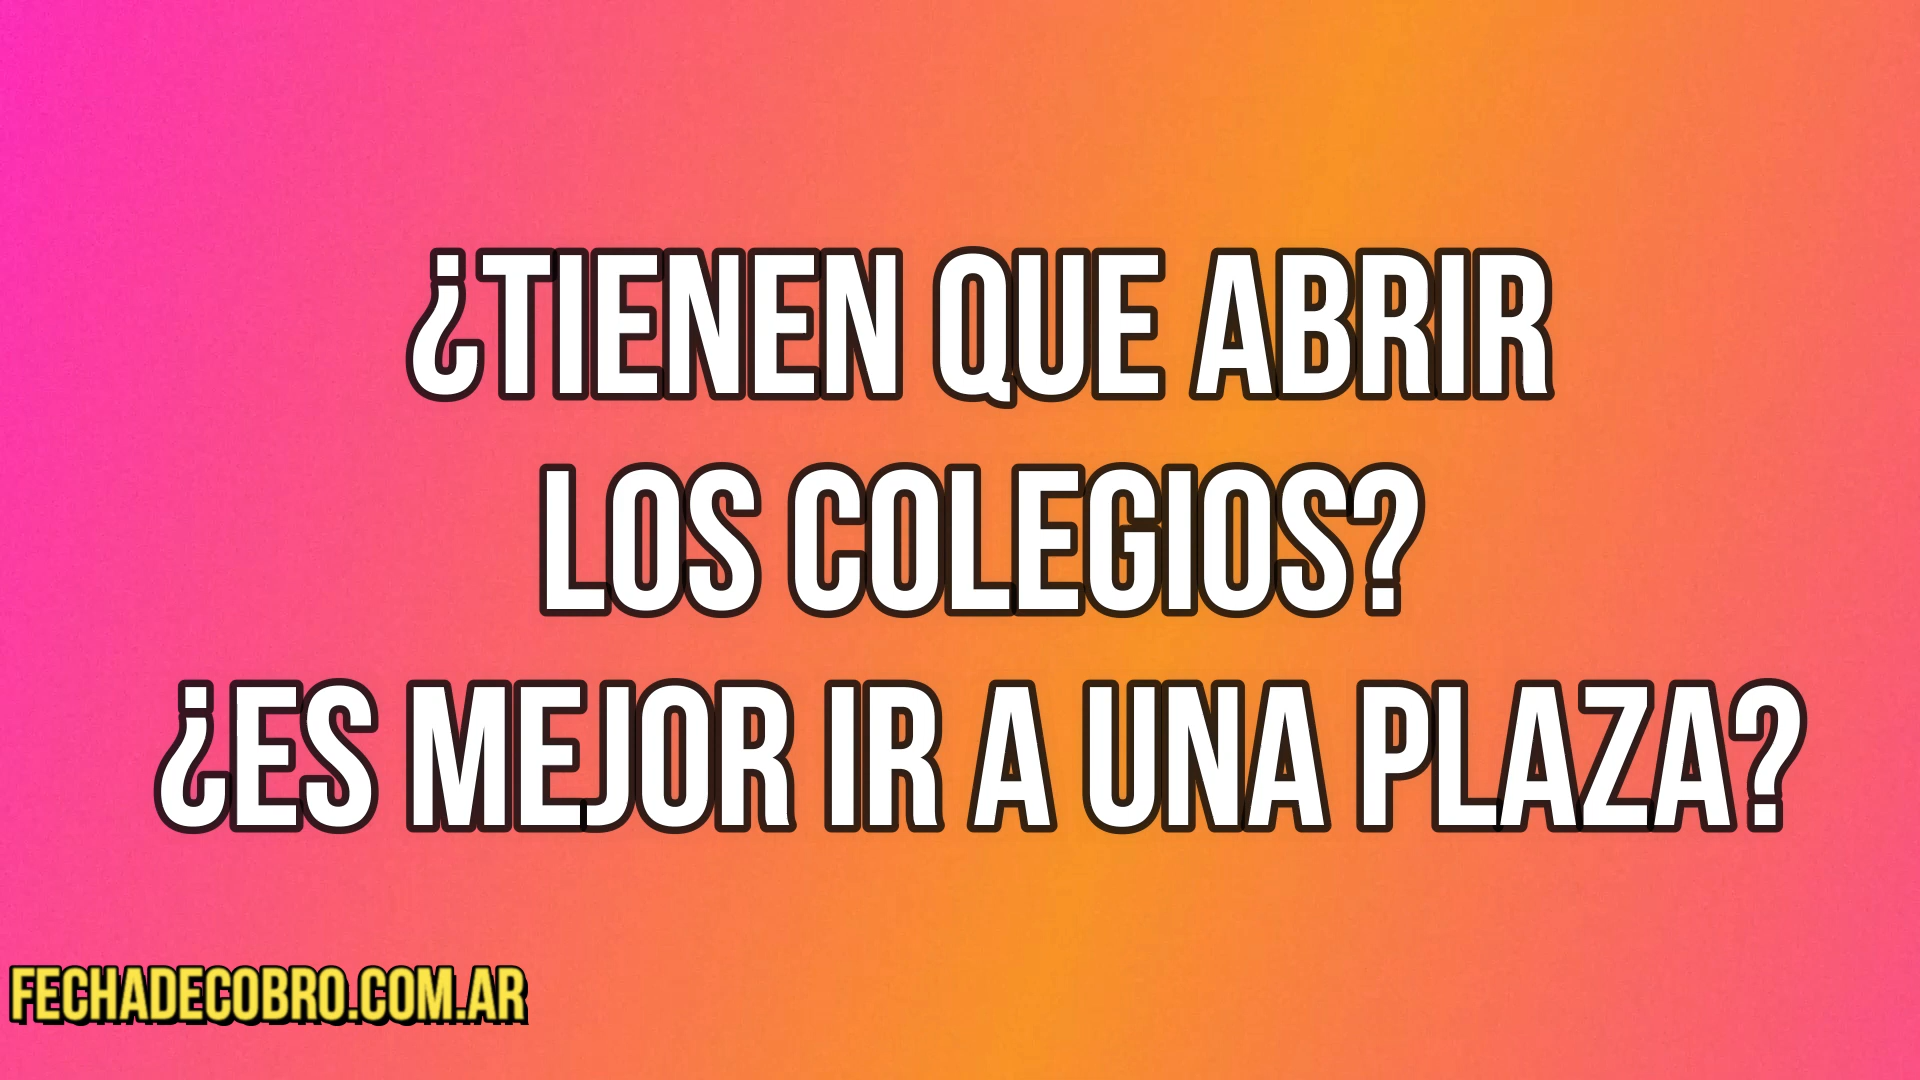 ¿TIENEN QUE ABRIR
LOS COLEGIOS?
¿ES MEJOR IR A UNA PLAZA?
FECHADECOBRO.COM.AR